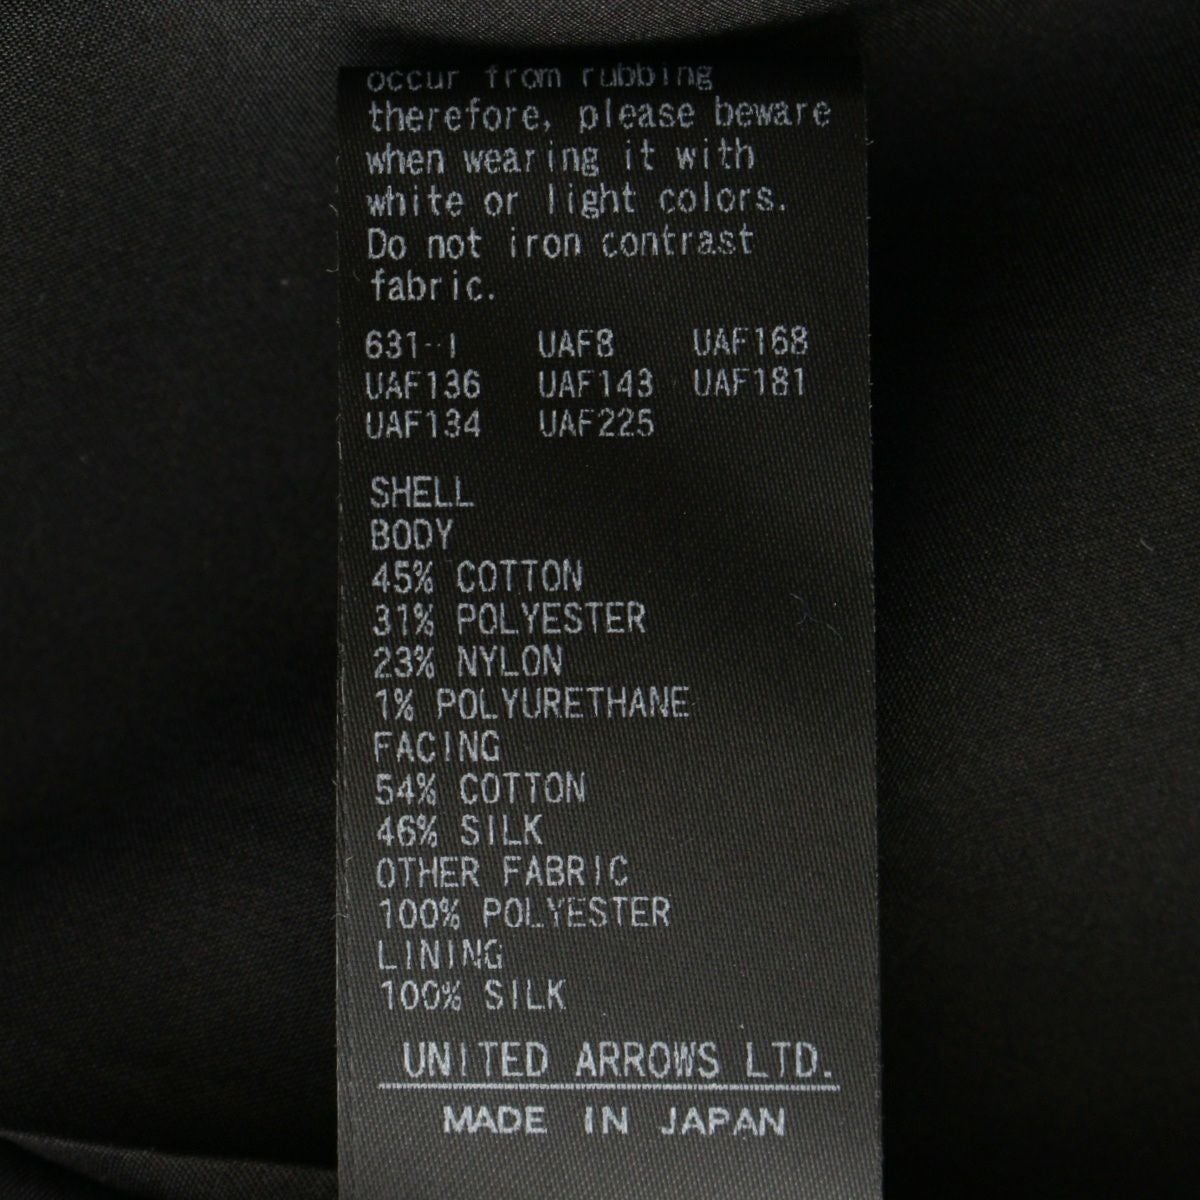 occur from rubbing
therefore, please beware
when wearing it with
white or light colors.
Do not iron contrast
fabric.
631-1 UAF8 UAF168
UAF136 UAF143 UAF181
UAF134 UAF225
SHELL
BODY
45% COTTON
31% POLYESTER
23% NYLON
1% POLYURETHANE
FACING
54% COTTON
46% SILK
OTHER FABRIC
100% POLYESTER
LINING
100% SILK
UNITED ARROWS LTD.
MADE IN JAPAN